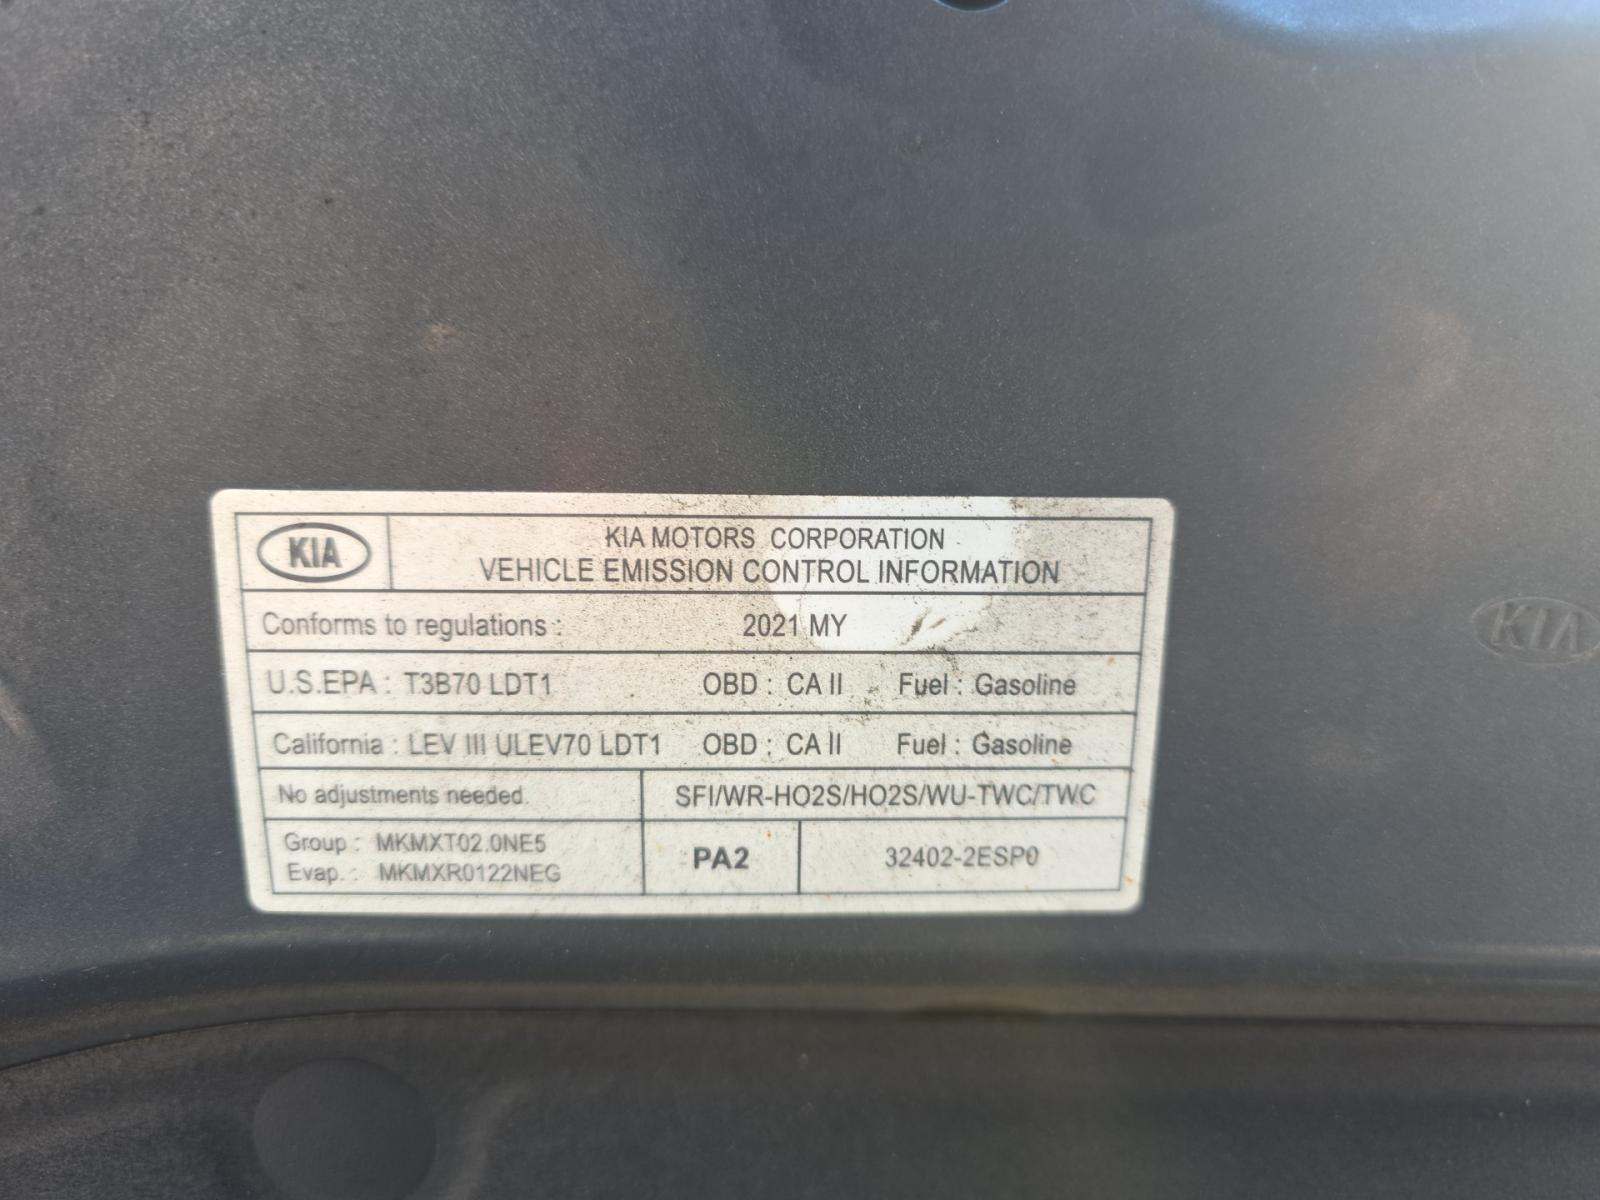 KIA
KIA MOTORS CORPORATION
VEHICLE EMISSION CONTROL INFORMATION
Conforms to regulations : 2021 MY
U.S.EPA : T3B70 LDT1 OBD : CA II Fuel : Gasoline
California : LEV III ULEV70 LDT1 OBD : CA II Fuel : Gasoline
No adjustments needed. SFI/WR-HO2S/HO2S/WU-TWC/TWC
Group : MKMXT02.0NE5
Evap. : MKMXR0122NEG
PA2 32402-2ESP0
KIA